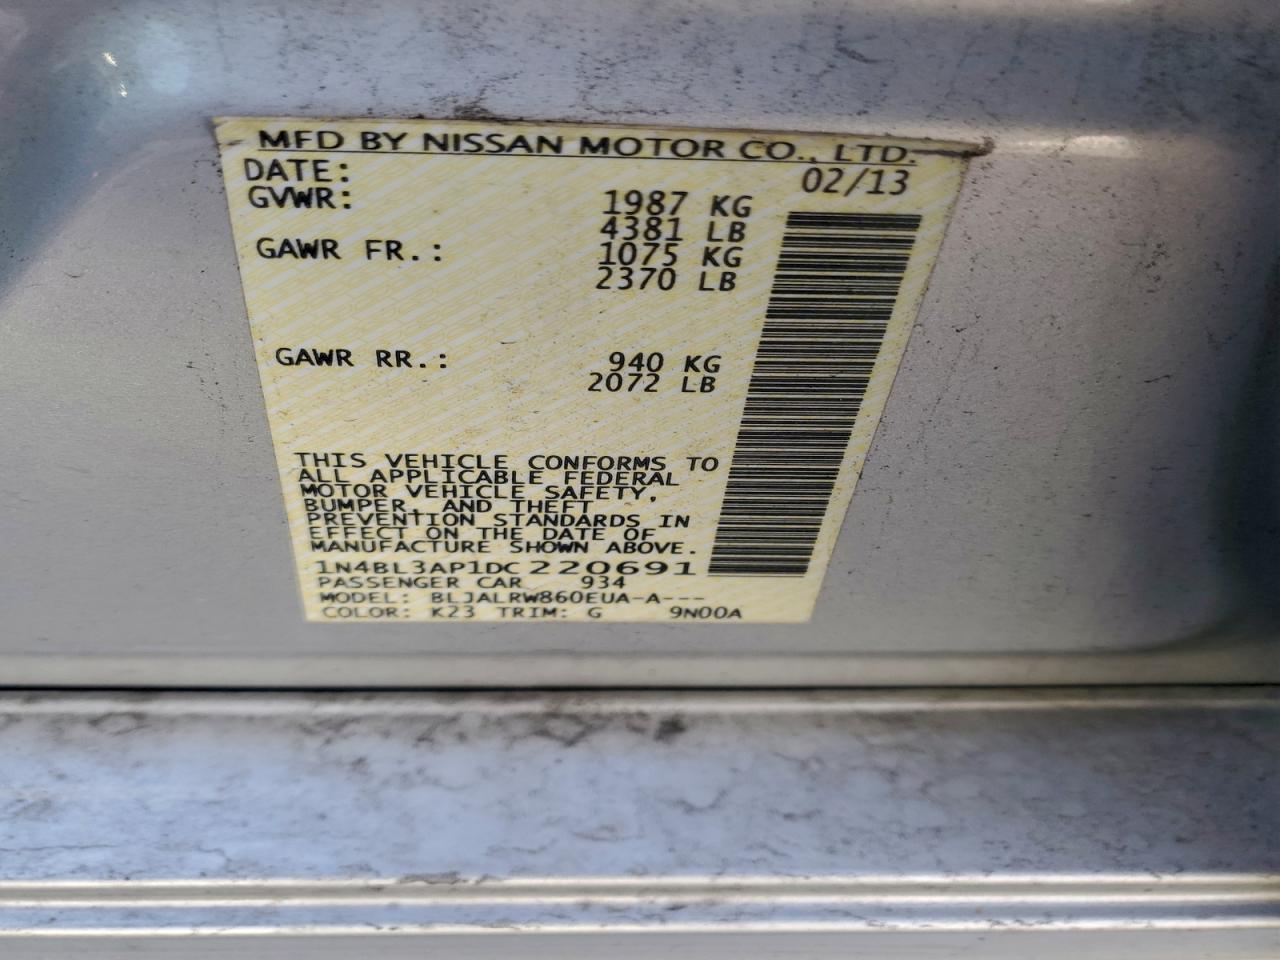 MFD BY NISSAN MOTOR CO., LTD.
DATE: 02/13
GVWR: 1987 KG
4381 LB
GAWR FR.: 1075 KG
2370 LB
GAWR RR.: 940 KG
2072 LB
THIS VEHICLE CONFORMS TO
ALL APPLICABLE FEDERAL
MOTOR VEHICLE SAFETY,
BUMPER, AND THEFT
PREVENTION STANDARDS IN
EFFECT ON THE DATE OF
MANUFACTURE SHOWN ABOVE.
1N4BL3AP1DC220691
PASSENGER CAR 934
MODEL: BLJALRW860EUA-A---
COLOR: K23 TRIM: G 9N00A